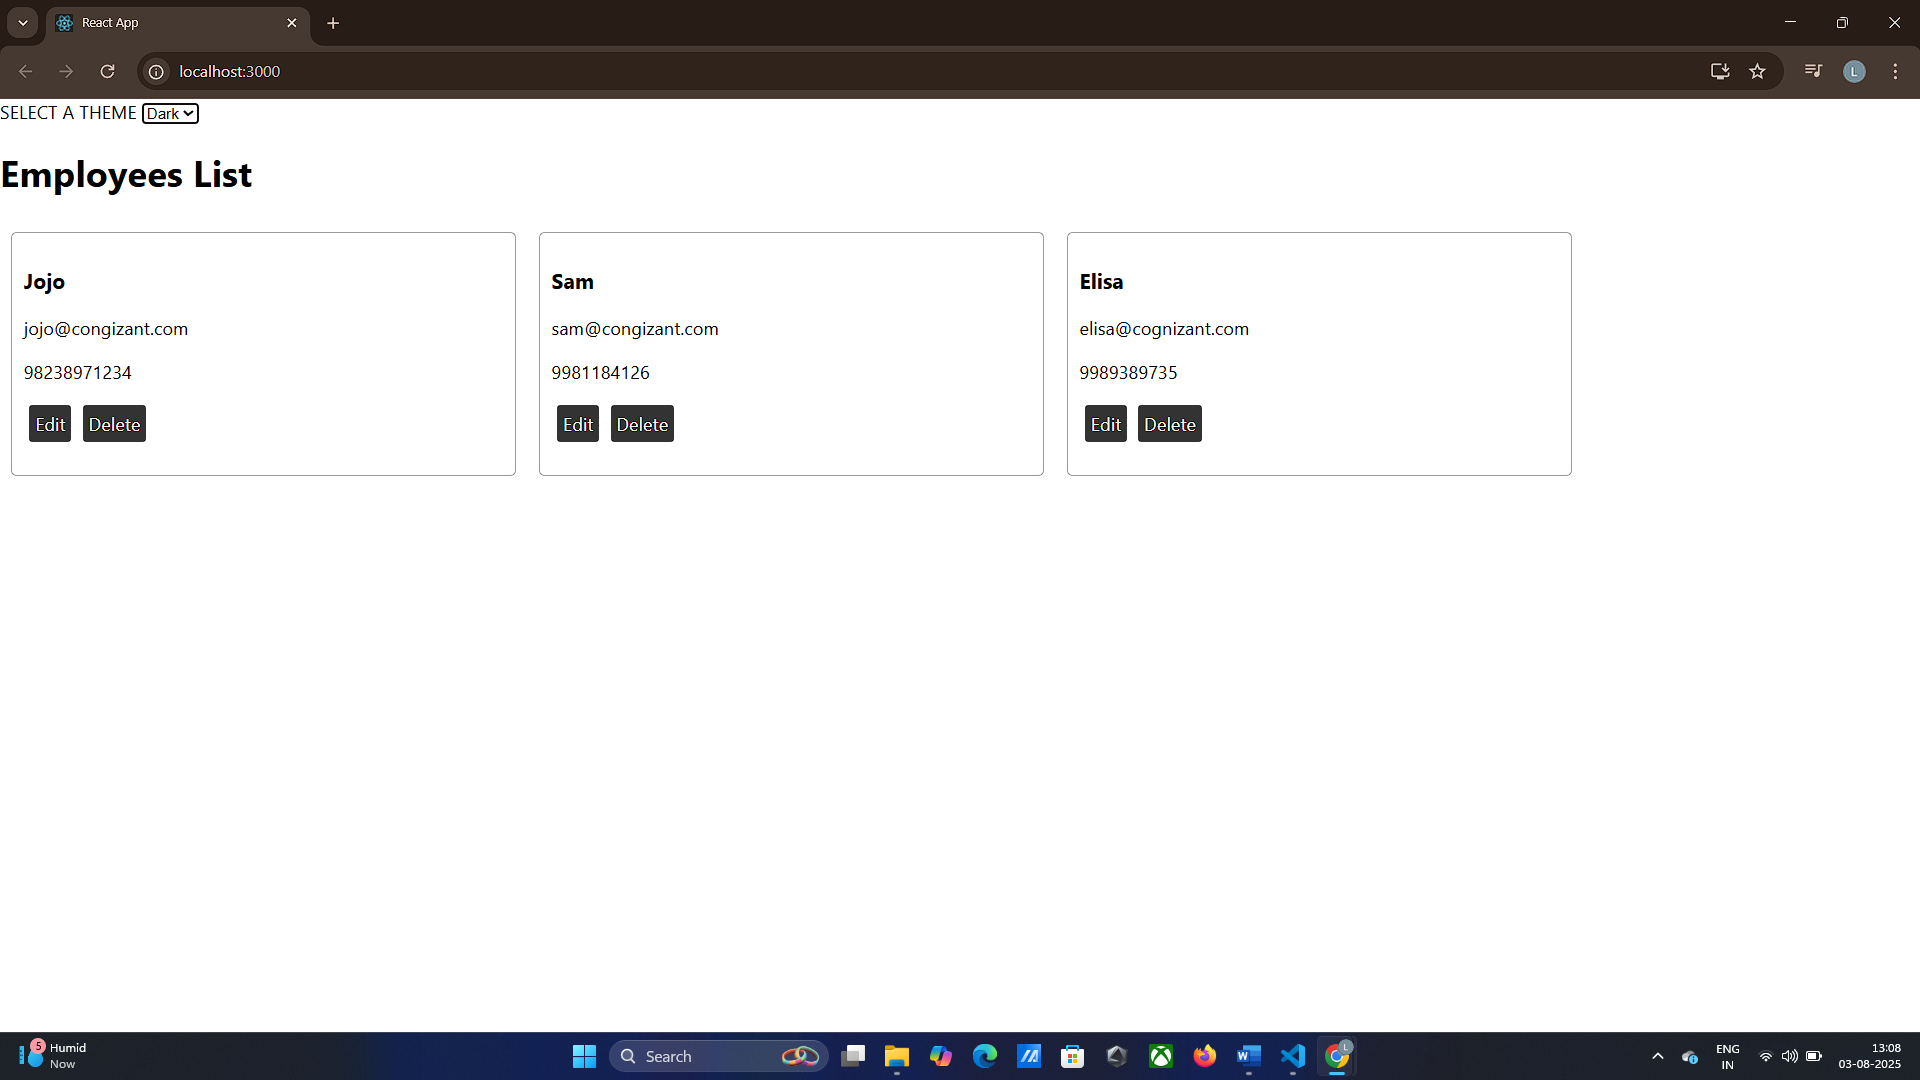 React App
localhost:3000
L
SELECT A THEME Dark
Employees List
Jojo
jojo@congizant.com
98238971234
Edit Delete
Sam
sam@congizant.com
9981184126
Edit Delete
Elisa
elisa@cognizant.com
9989389735
Edit Delete
5
Humid
Now
Search
W
L
ENG
IN
13:08
03-08-2025